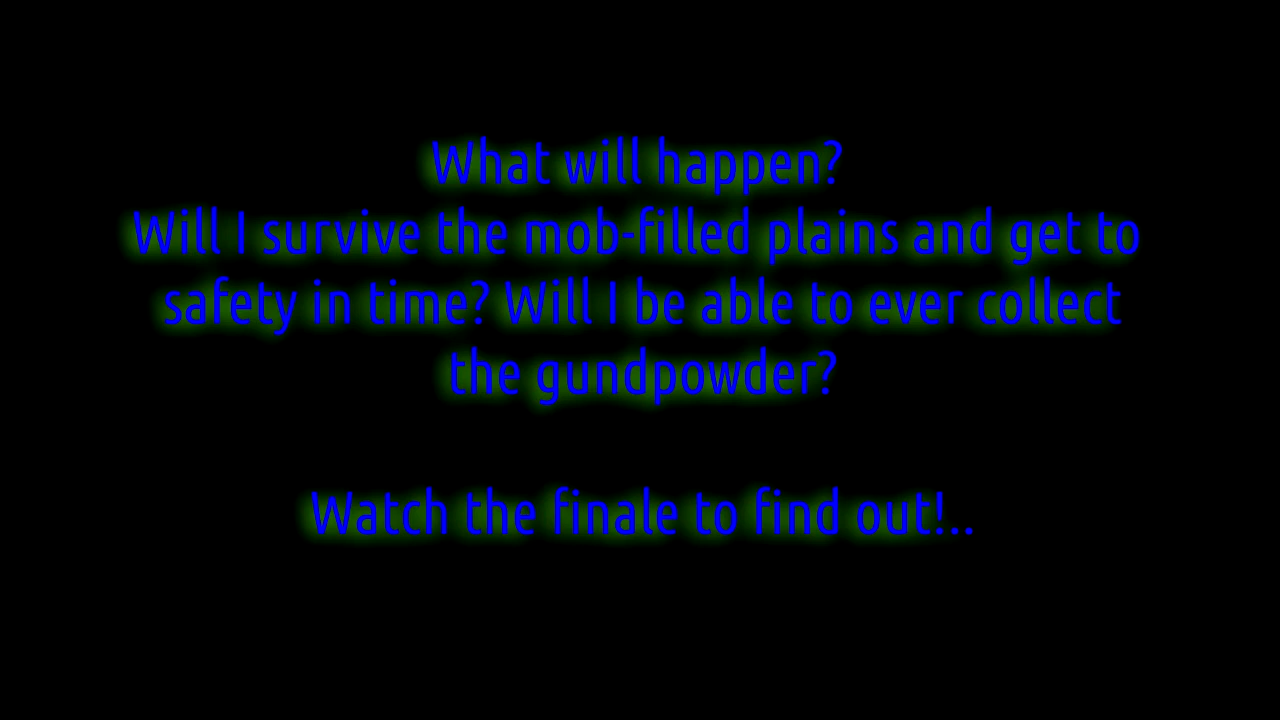 What will happen?
Will I survive the mob-filled plains and get to
safety in time? Will I be able to ever collect
the gundpowder?
Watch the finale to find out!..